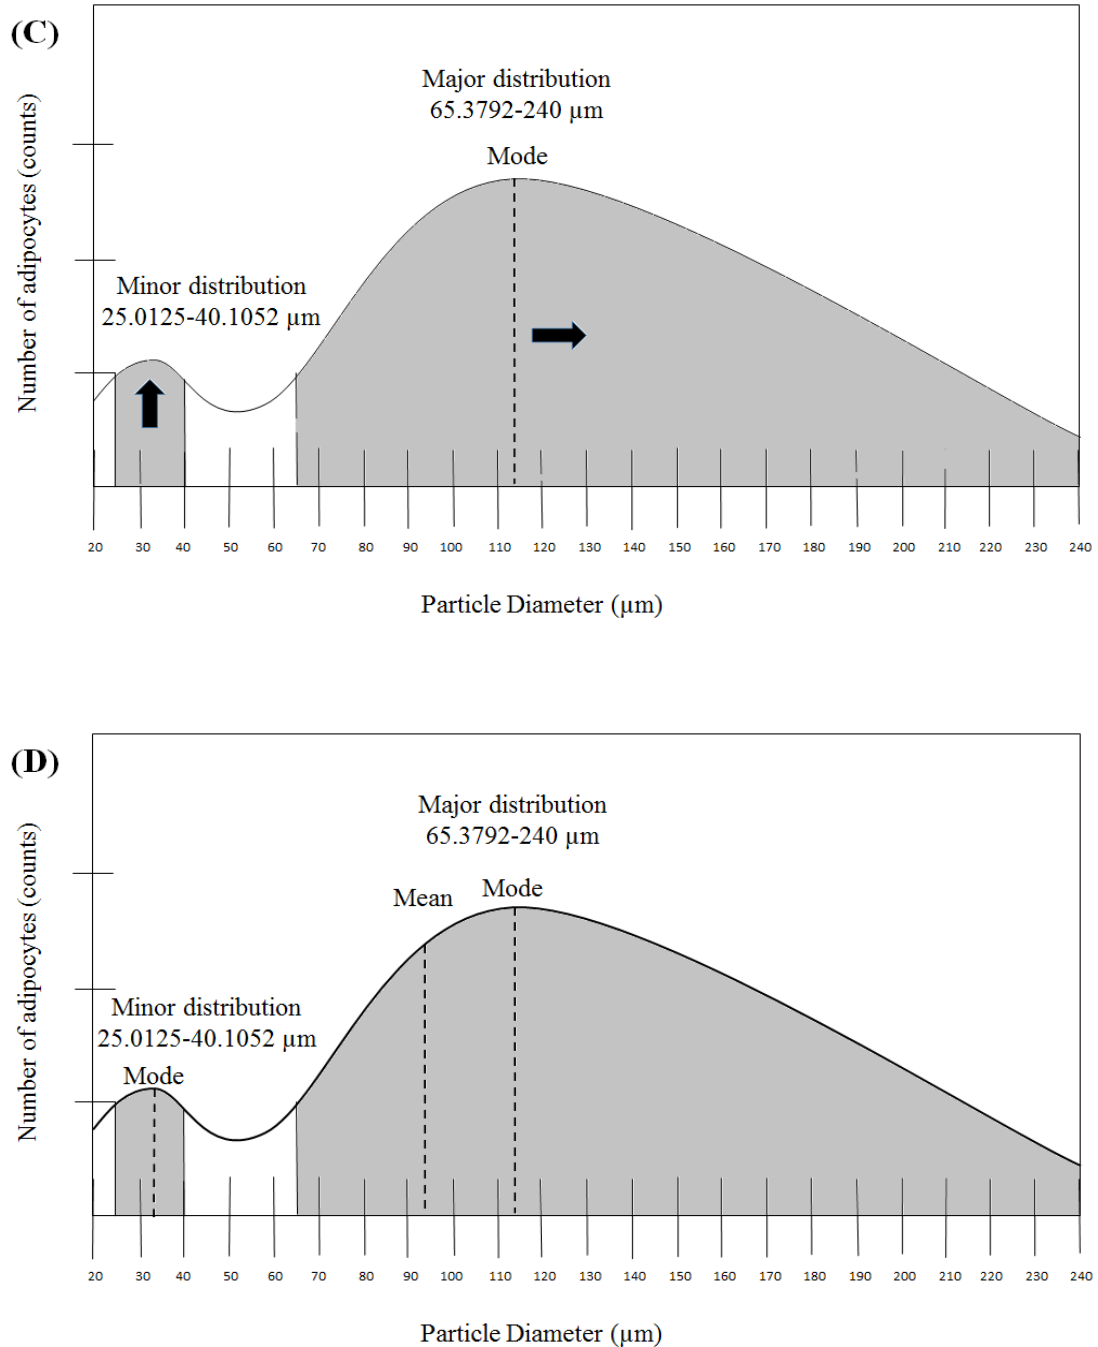 (C)
Major distribution
65.3792-240 µm
Mode
Minor distribution
25.0125-40.1052 µm
Number of adipocytes (counts)
20 30 40 50 60 70 80 90 100 110 120 130 140 150 160 170 180 190 200 210 220 230 240
Particle Diameter (µm)
(D)
Major distribution
65.3792-240 µm
Mean Mode
Minor distribution
25.0125-40.1052 µm
Mode
Number of adipocytes (counts)
20 30 40 50 60 70 80 90 100 110 120 130 140 150 160 170 180 190 200 210 220 230 240
Particle Diameter (µm)